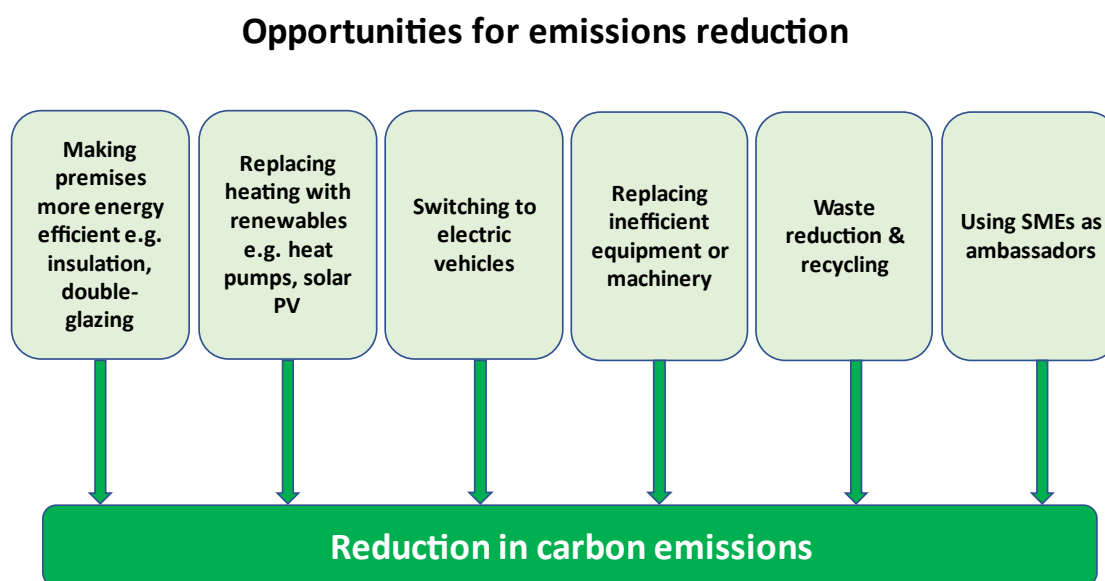 Opportunities for emissions reduction
Making
premises
more energy
efficient e.g.
insulation,
double-
glazing
Replacing
heating with
renewables
e.g. heat
pumps, solar
PV
Switching to
electric
vehicles
Replacing
inefficient
equipment or
machinery
Waste
reduction &
recycling
Using SMEs as
ambassadors
Reduction in carbon emissions